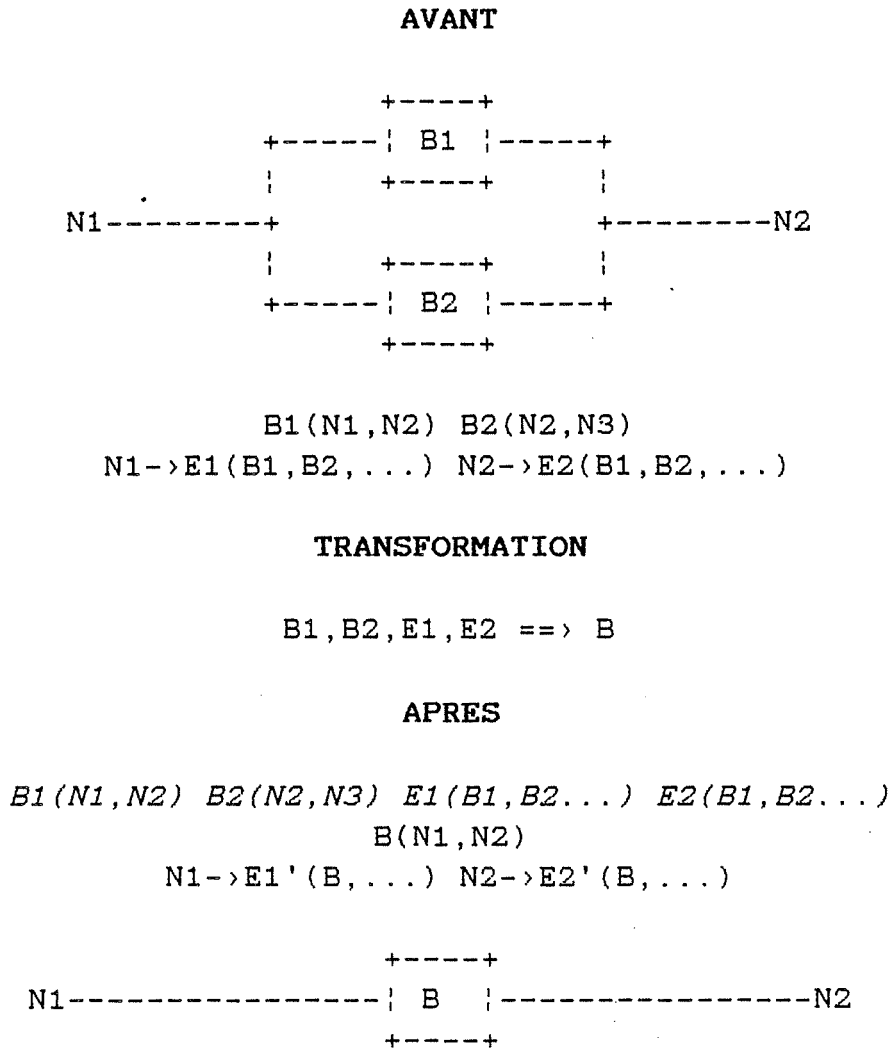 AVANT
+-----+
+-----¦ B1 ¦-----+
¦ +-----+ ¦
N1--------+ +--------N2
¦ +-----+ ¦
+-----¦ B2 ¦-----+
+-----+
B1(N1,N2) B2(N2,N3)
N1->E1(B1,B2,...) N2->E2(B1,B2,...)
TRANSFORMATION
B1,B2,E1,E2 ==> B
APRES
B1(N1,N2) B2(N2,N3) E1(B1,B2...) E2(B1,B2...)
B(N1,N2)
N1->E1'(B,...) N2->E2'(B,...)
+-----+
N1----------------¦ B ¦----------------N2
+-----+